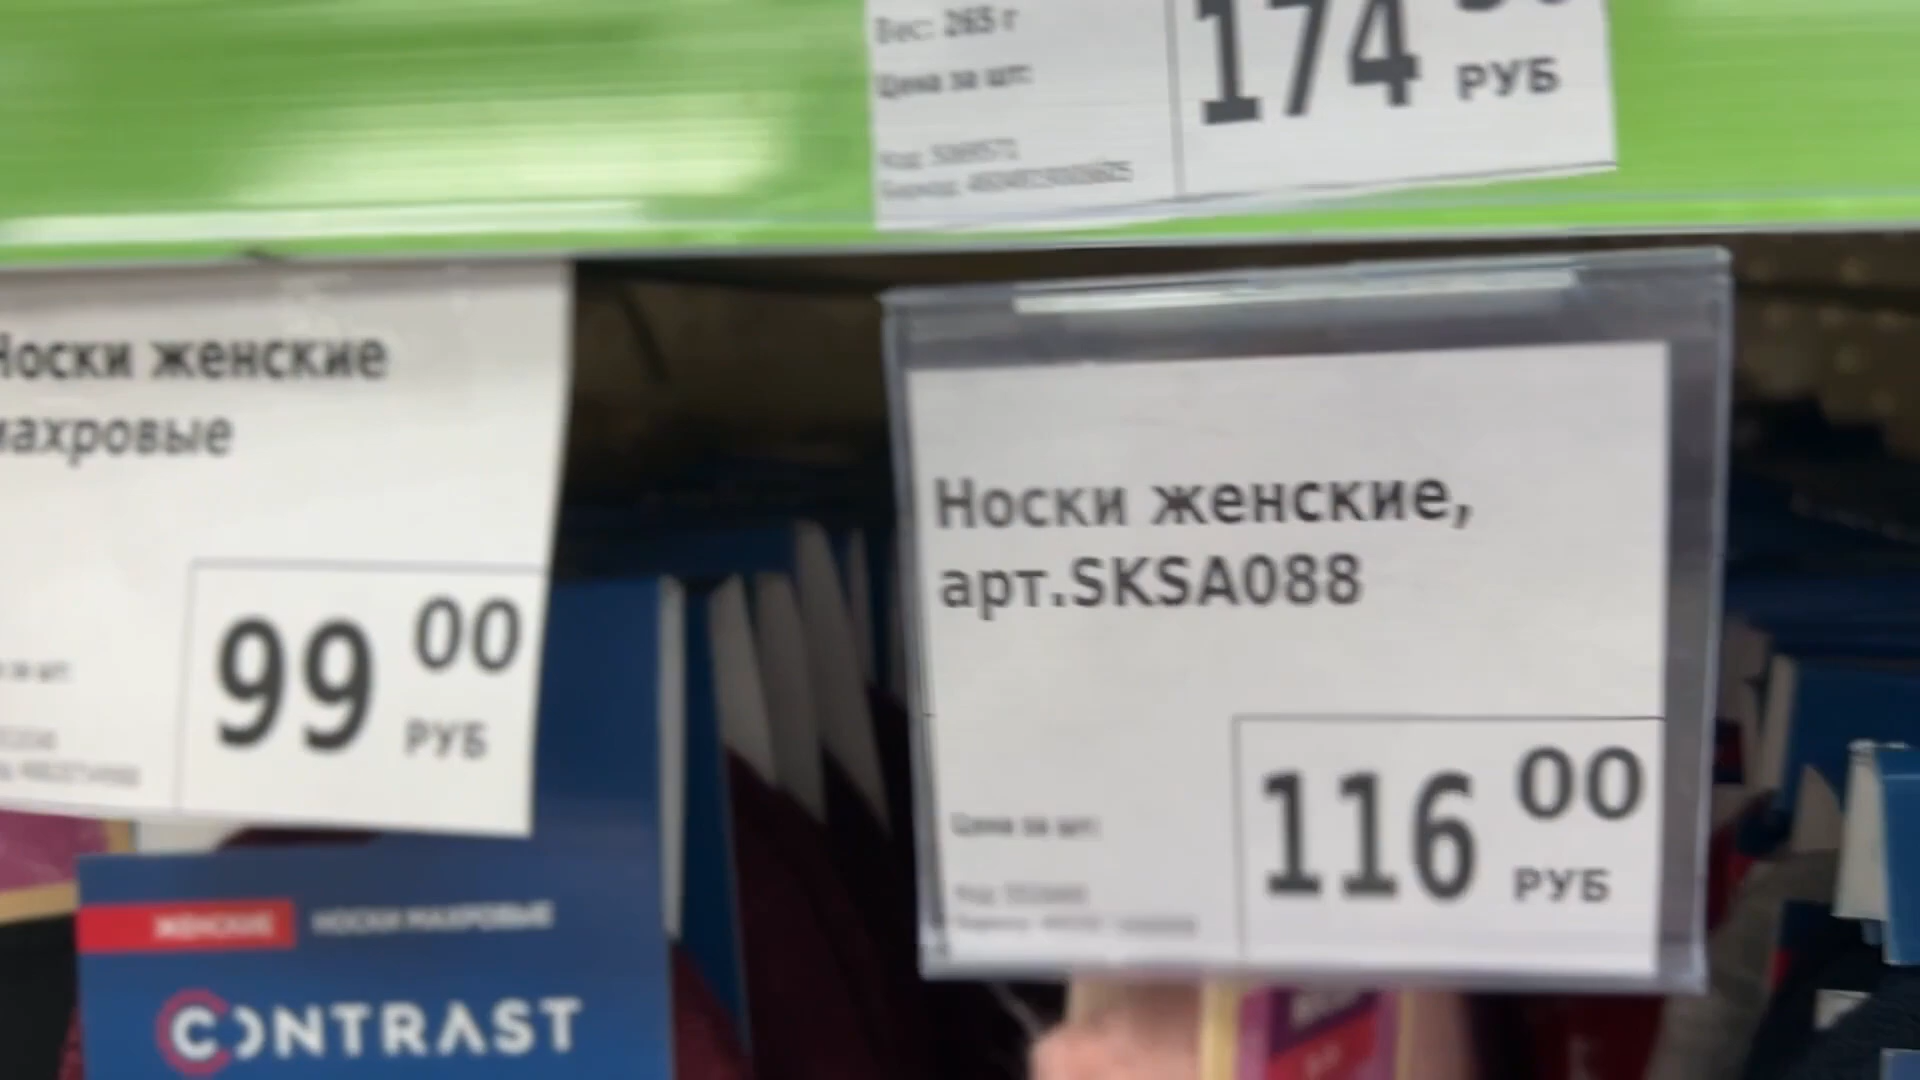 Вес: 265 г
Цена за шт:
174
РУБ
Носки женские
махровые
99 00
РУБ
Носки женские,
арт.SKSA088
Цена за шт:
116 00
РУБ
ЖЕНСКИЕ НОСКИ МАХРОВЫЕ
CONTRAST